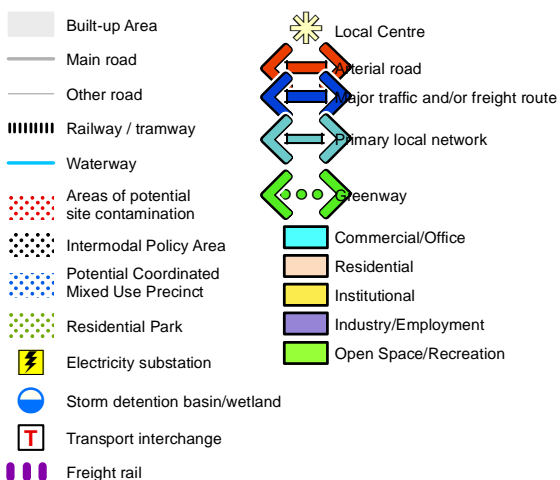 Built-up Area
Main road
Other road
Railway / tramway
Waterway
Areas of potential
site contamination
Intermodal Policy Area
Potential Coordinated
Mixed Use Precinct
Residential Park
Electricity substation
Storm detention basin/wetland
T
Transport interchange
Freight rail
Local Centre
Arterial road
Major traffic and/or freight route
Primary local network
Greenway
Commercial/Office
Residential
Institutional
Industry/Employment
Open Space/Recreation